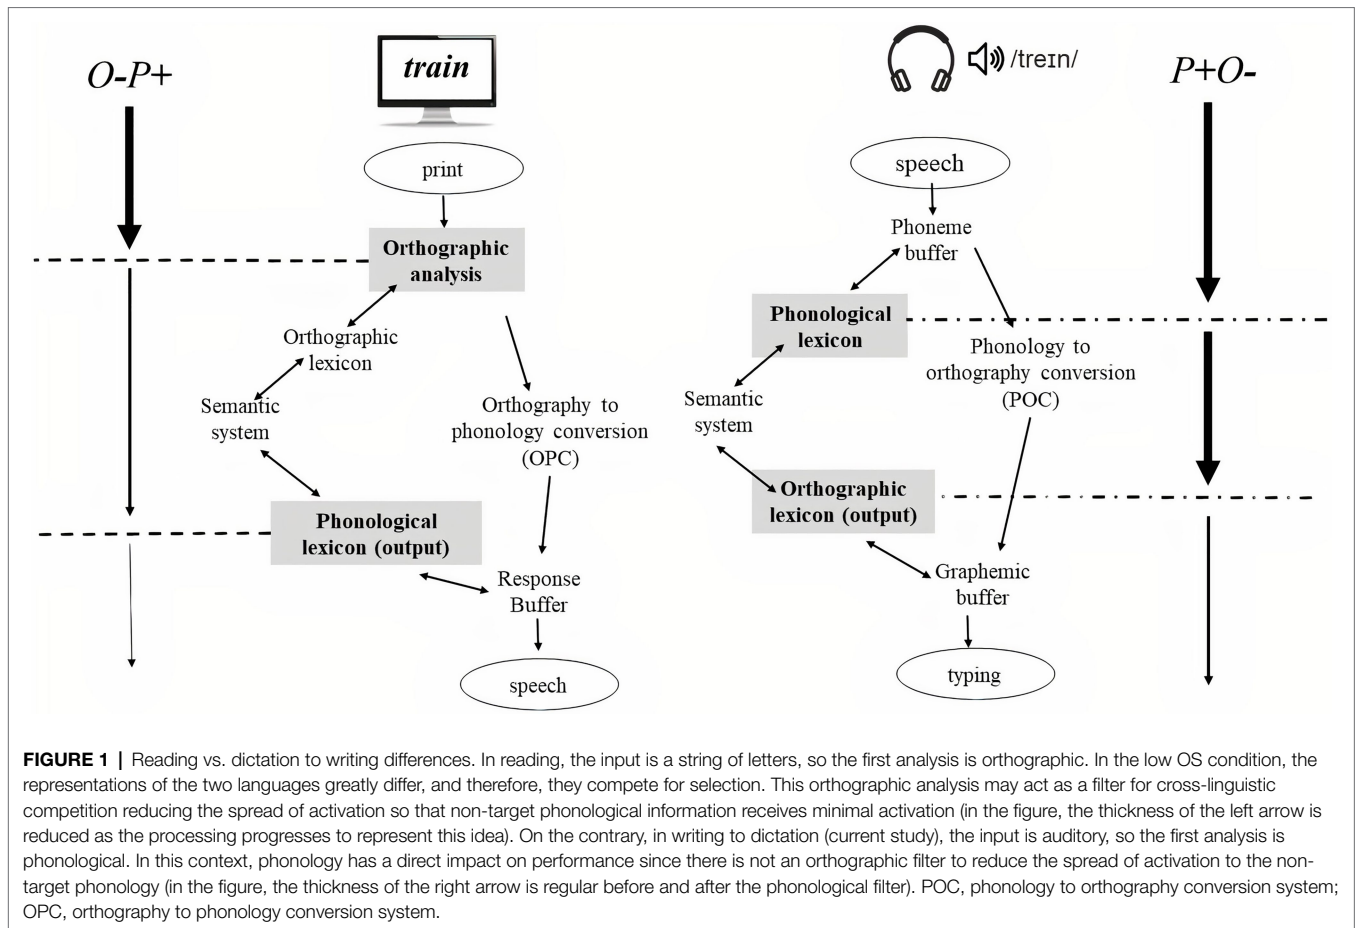 O-P+
train
print
Orthographic
analysis
Orthographic
lexicon
Semantic
system
Orthography to
phonology conversion
(OPC)
Phonological
lexicon (output)
Response
Buffer
speech
/treɪn/
P+O-
speech
Phoneme
buffer
Phonological
lexicon
Phonology to
orthography conversion
(POC)
Semantic
system
Orthographic
lexicon (output)
Graphemic
buffer
typing
FIGURE 1 | Reading vs. dictation to writing differences. In reading, the input is a string of letters, so the first analysis is orthographic. In the low OS condition, the
representations of the two languages greatly differ, and therefore, they compete for selection. This orthographic analysis may act as a filter for cross-linguistic
competition reducing the spread of activation so that non-target phonological information receives minimal activation (in the figure, the thickness of the left arrow is
reduced as the processing progresses to represent this idea). On the contrary, in writing to dictation (current study), the input is auditory, so the first analysis is
phonological. In this context, phonology has a direct impact on performance since there is not an orthographic filter to reduce the spread of activation to the non-
target phonology (in the figure, the thickness of the right arrow is regular before and after the phonological filter). POC, phonology to orthography conversion system;
OPC, orthography to phonology conversion system.